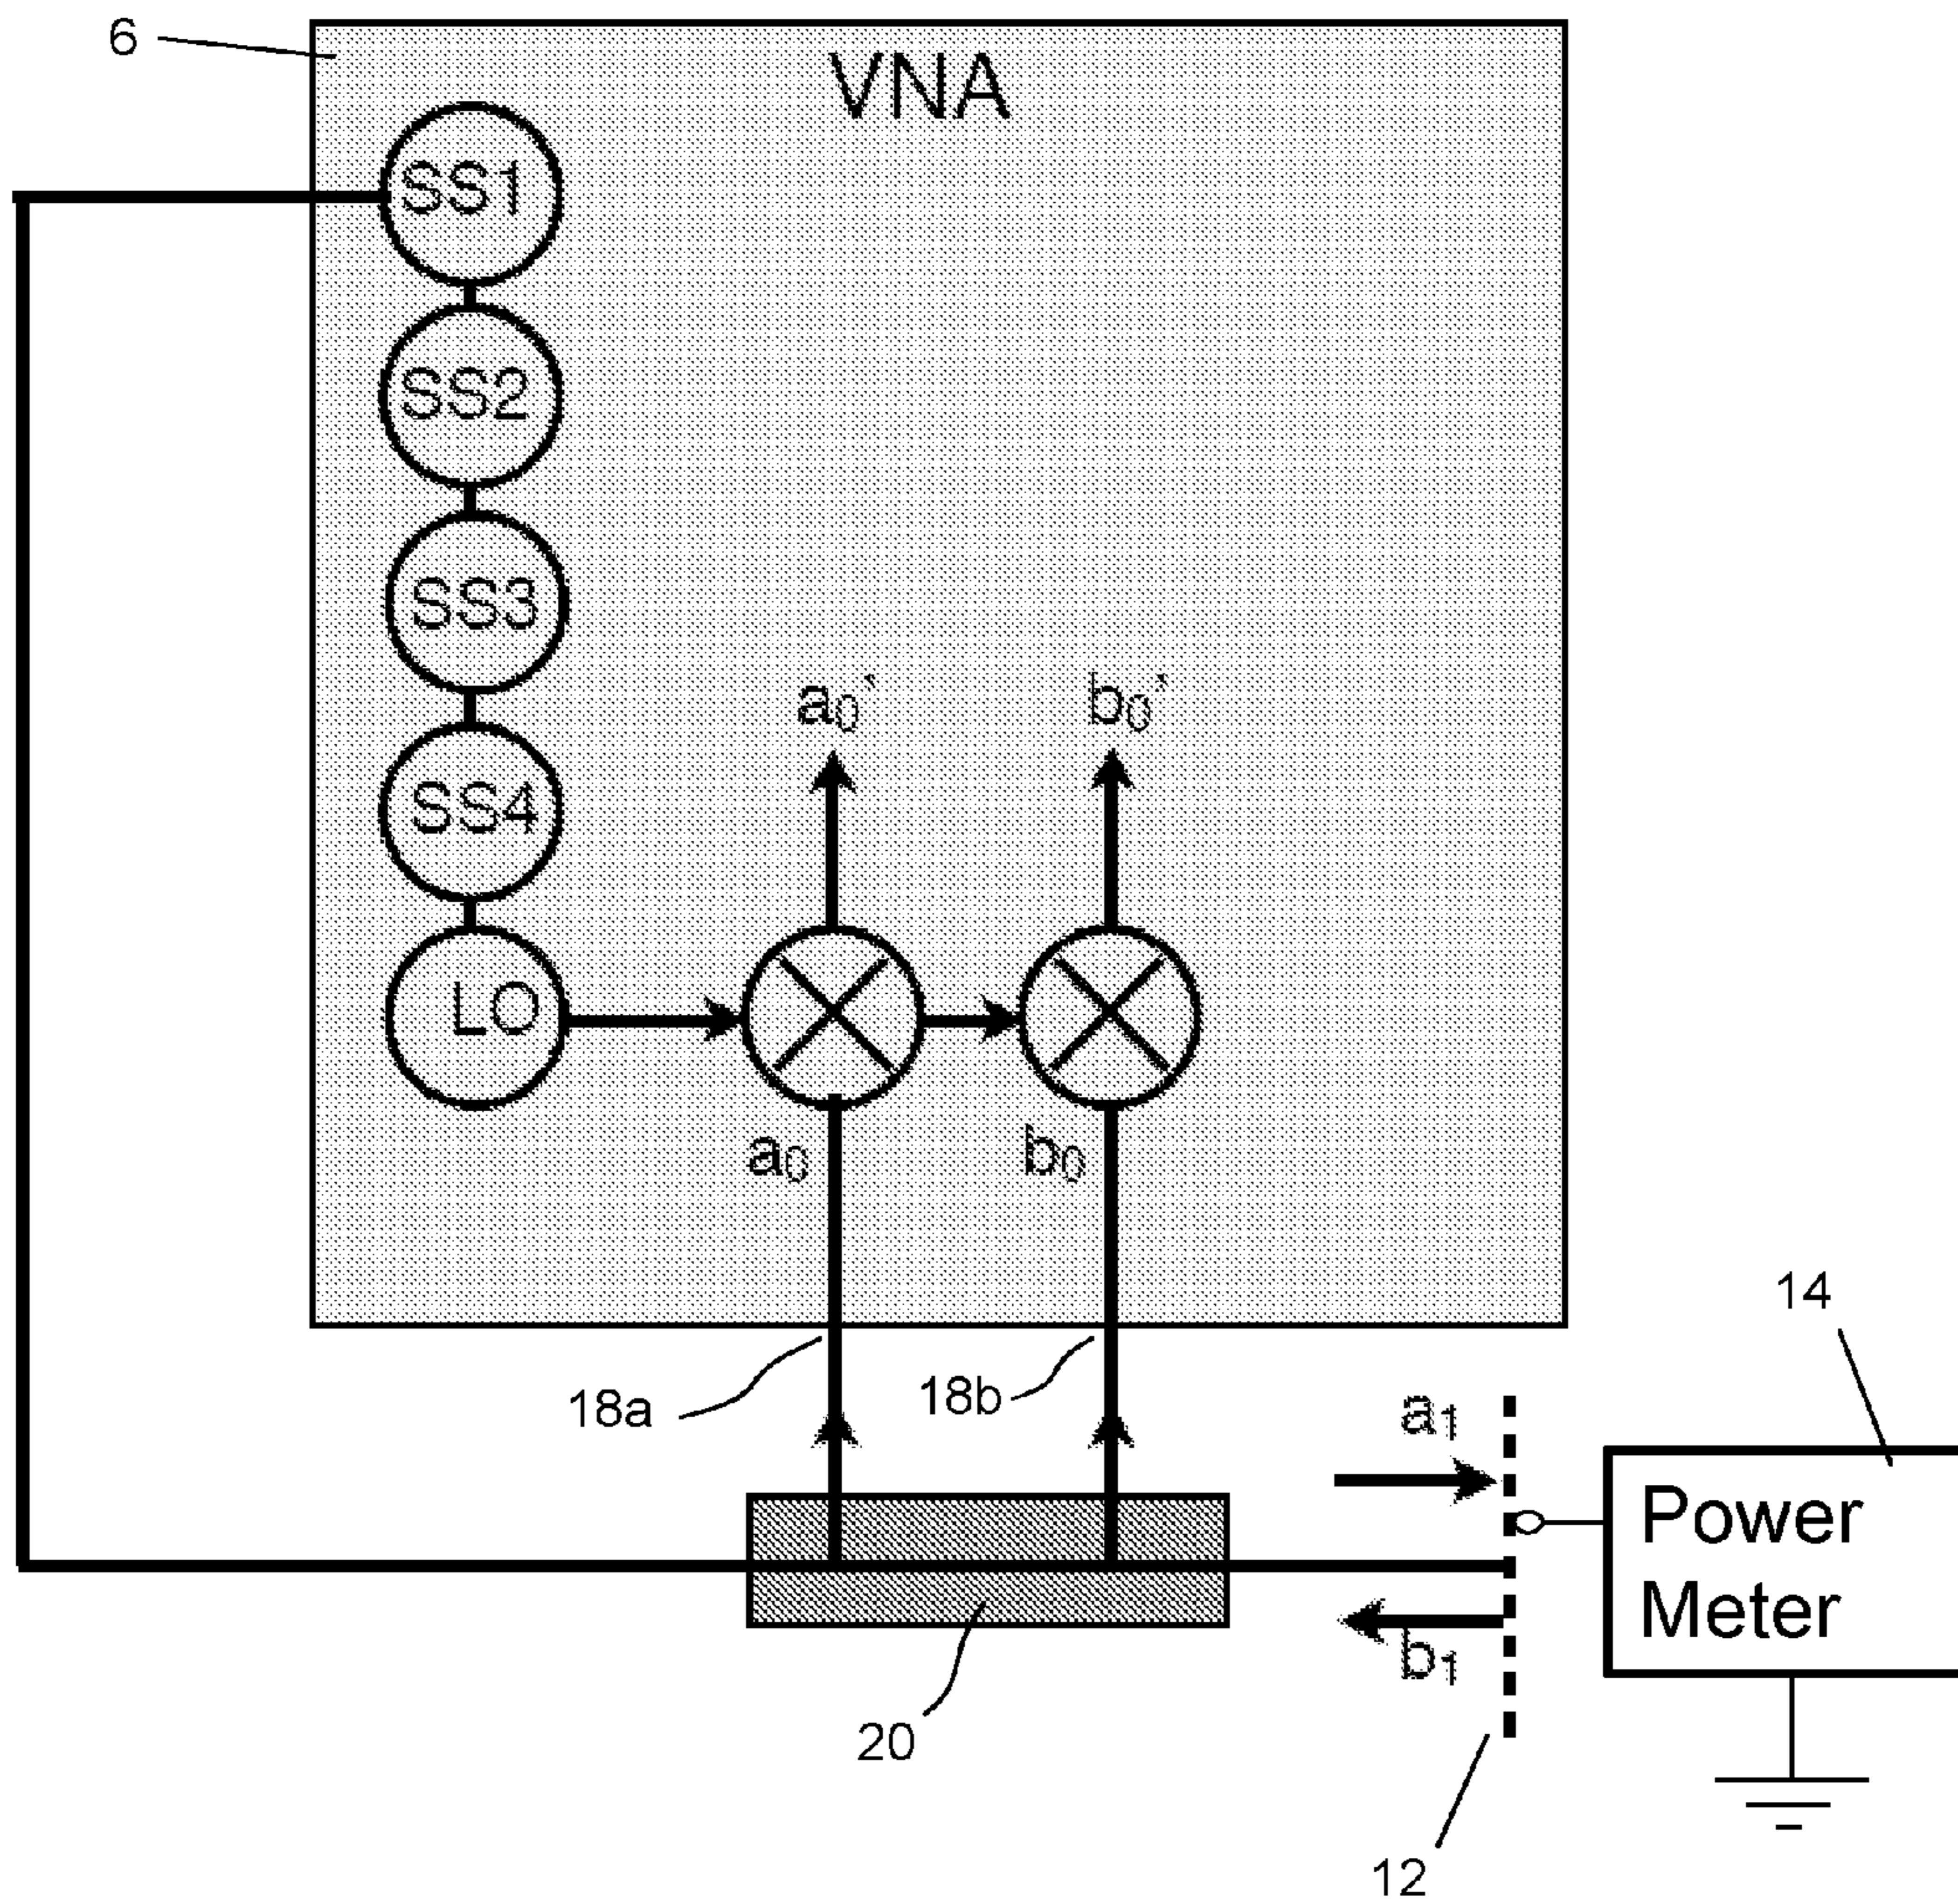 6
VNA
SS1
SS2
SS3
SS4
LO
a₀'
b₀'
a₀
b₀
18a
18b
14
a₁
Power
Meter
b₁
20
12